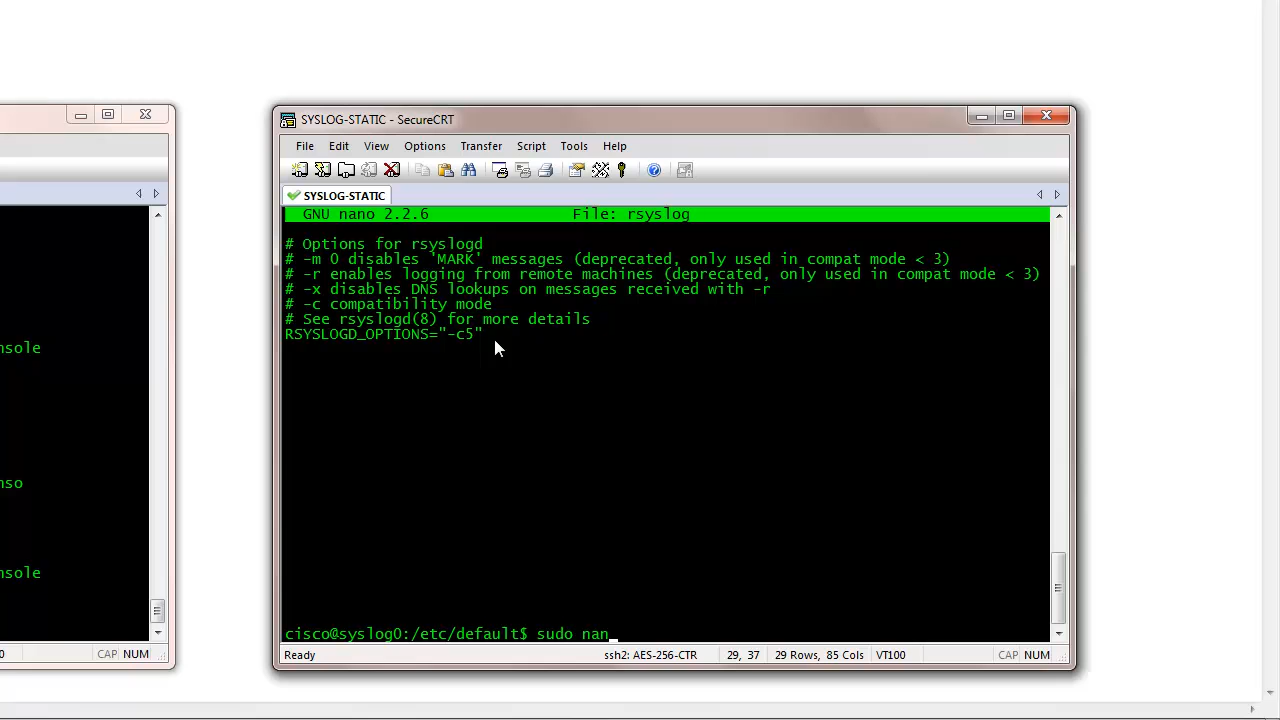 nsole
nso
nsole
0 CAP NUM
SYSLOG-STATIC - SecureCRT
File Edit View Options Transfer Script Tools Help
SYSLOG-STATIC
GNU nano 2.2.6 File: rsyslog
# Options for rsyslogd
# -m 0 disables 'MARK' messages (deprecated, only used in compat mode < 3)
# -r enables logging from remote machines (deprecated, only used in compat mode < 3)
# -x disables DNS lookups on messages received with -r
# -c compatibility mode
# See rsyslogd(8) for more details
RSYSLOGD_OPTIONS="-c5"
cisco@syslog0:/etc/default$ sudo nan
Ready ssh2: AES-256-CTR 29, 37 29 Rows, 85 Cols VT100 CAP NUM